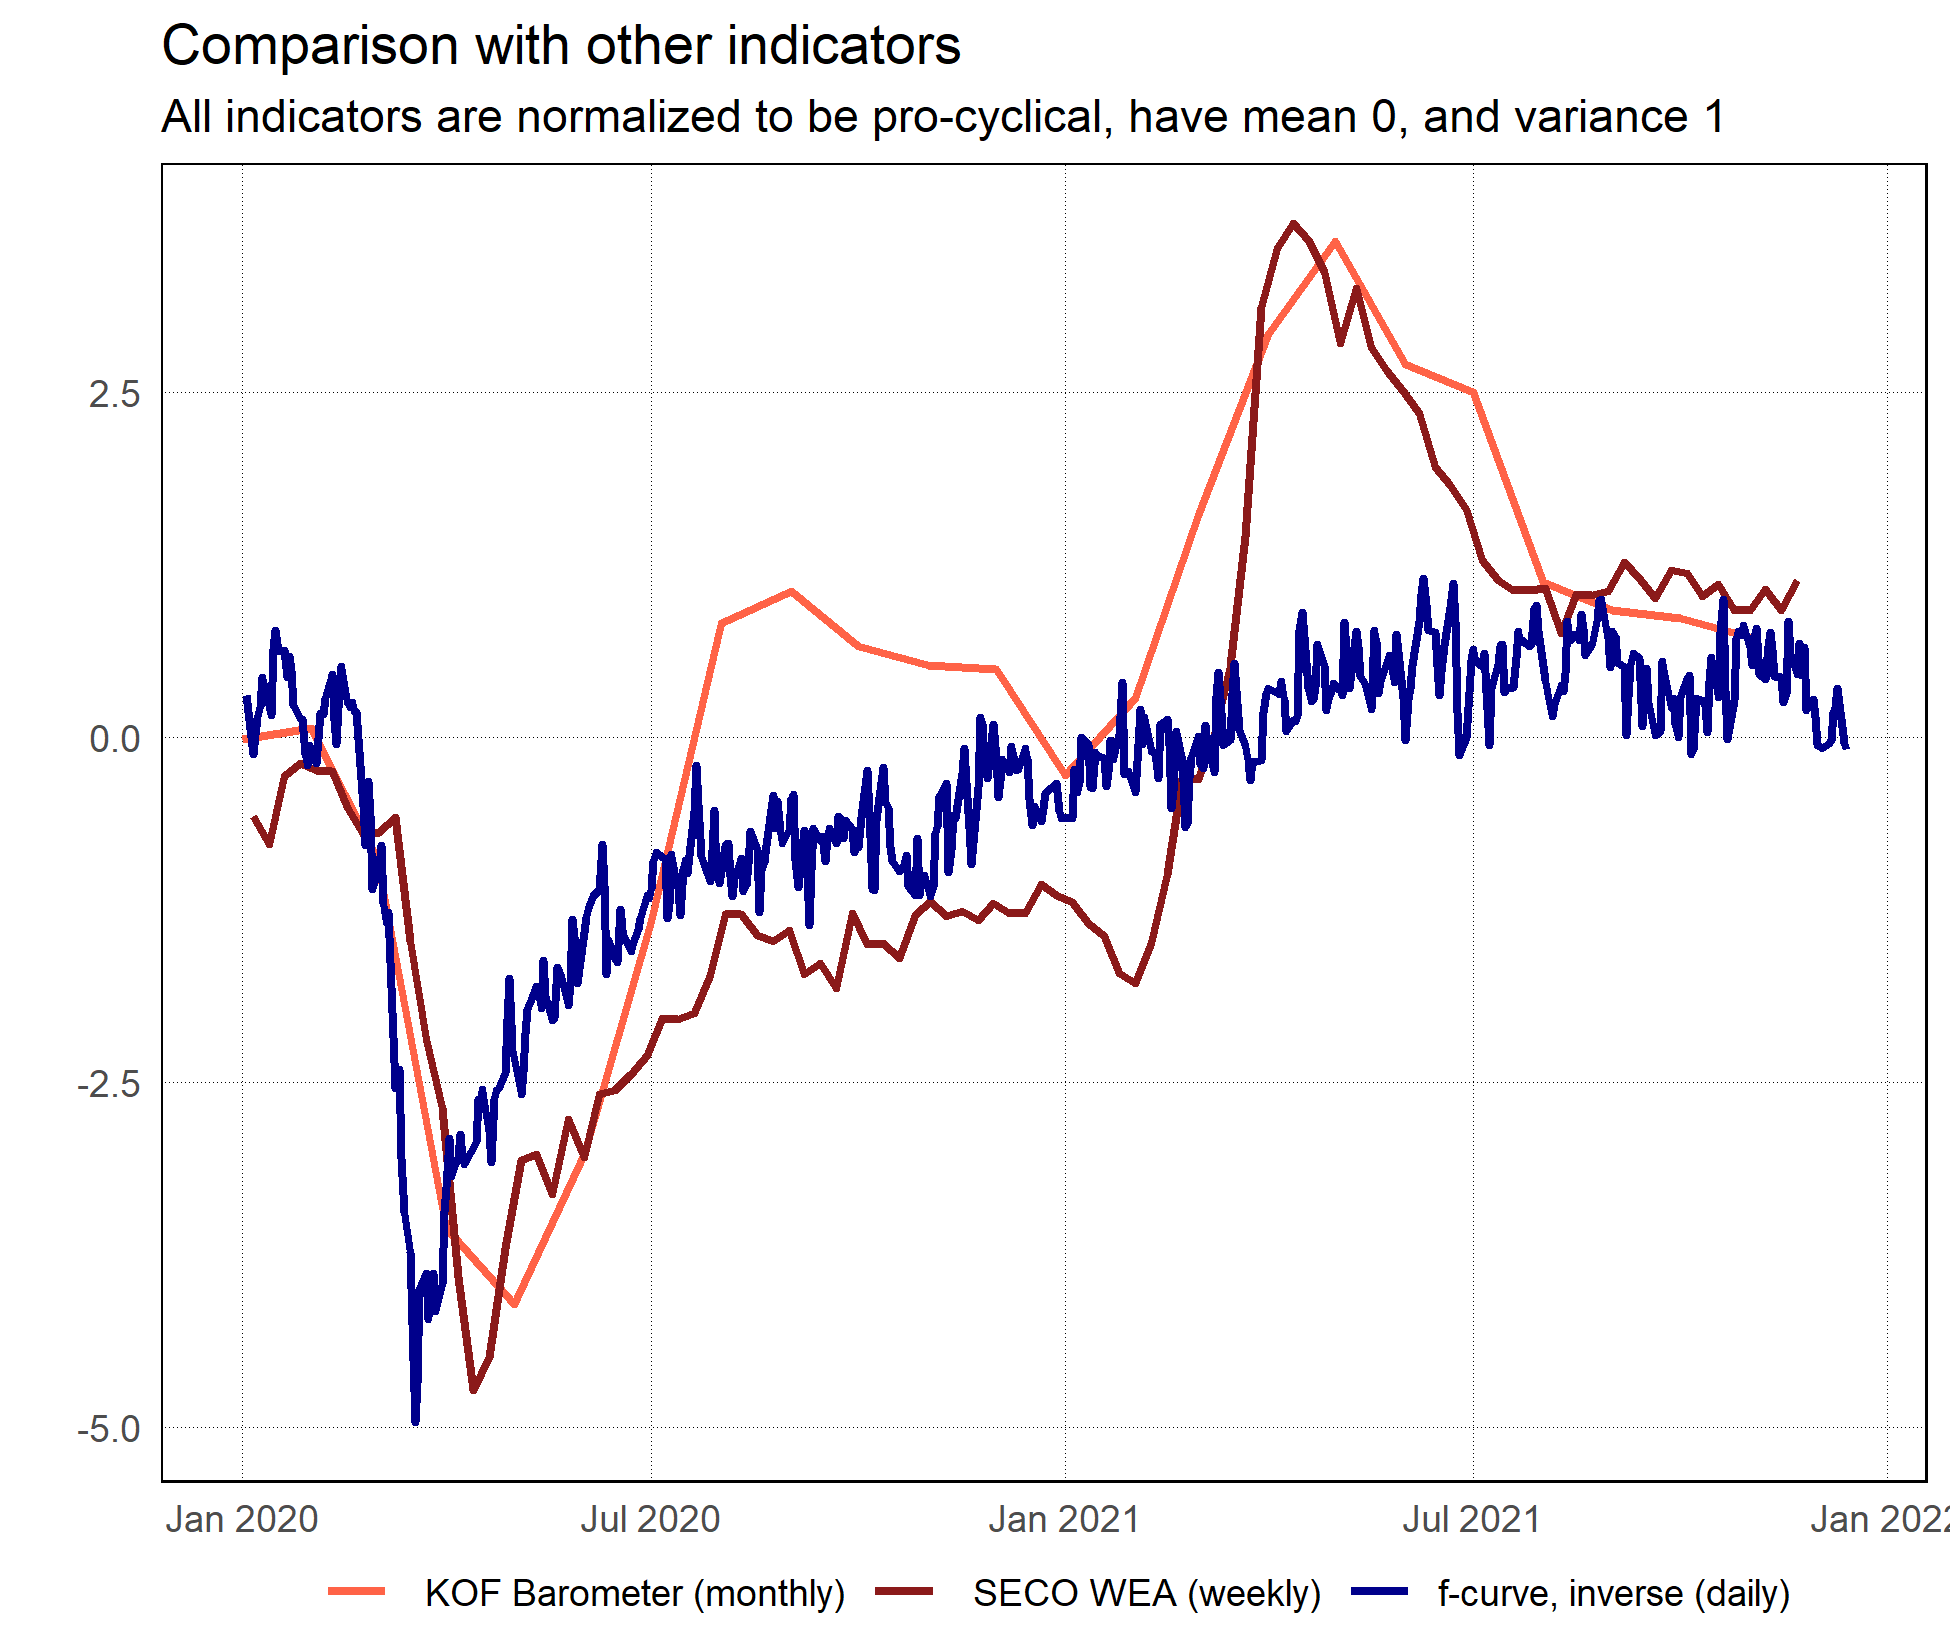 Comparison with other indicators
All indicators are normalized to be pro-cyclical, have mean 0, and variance 1
2.5
0.0
-2.5
-5.0
Jan 2020 Jul 2020 Jan 2021 Jul 2021 Jan 2022
KOF Barometer (monthly) SECO WEA (weekly) f-curve, inverse (daily)